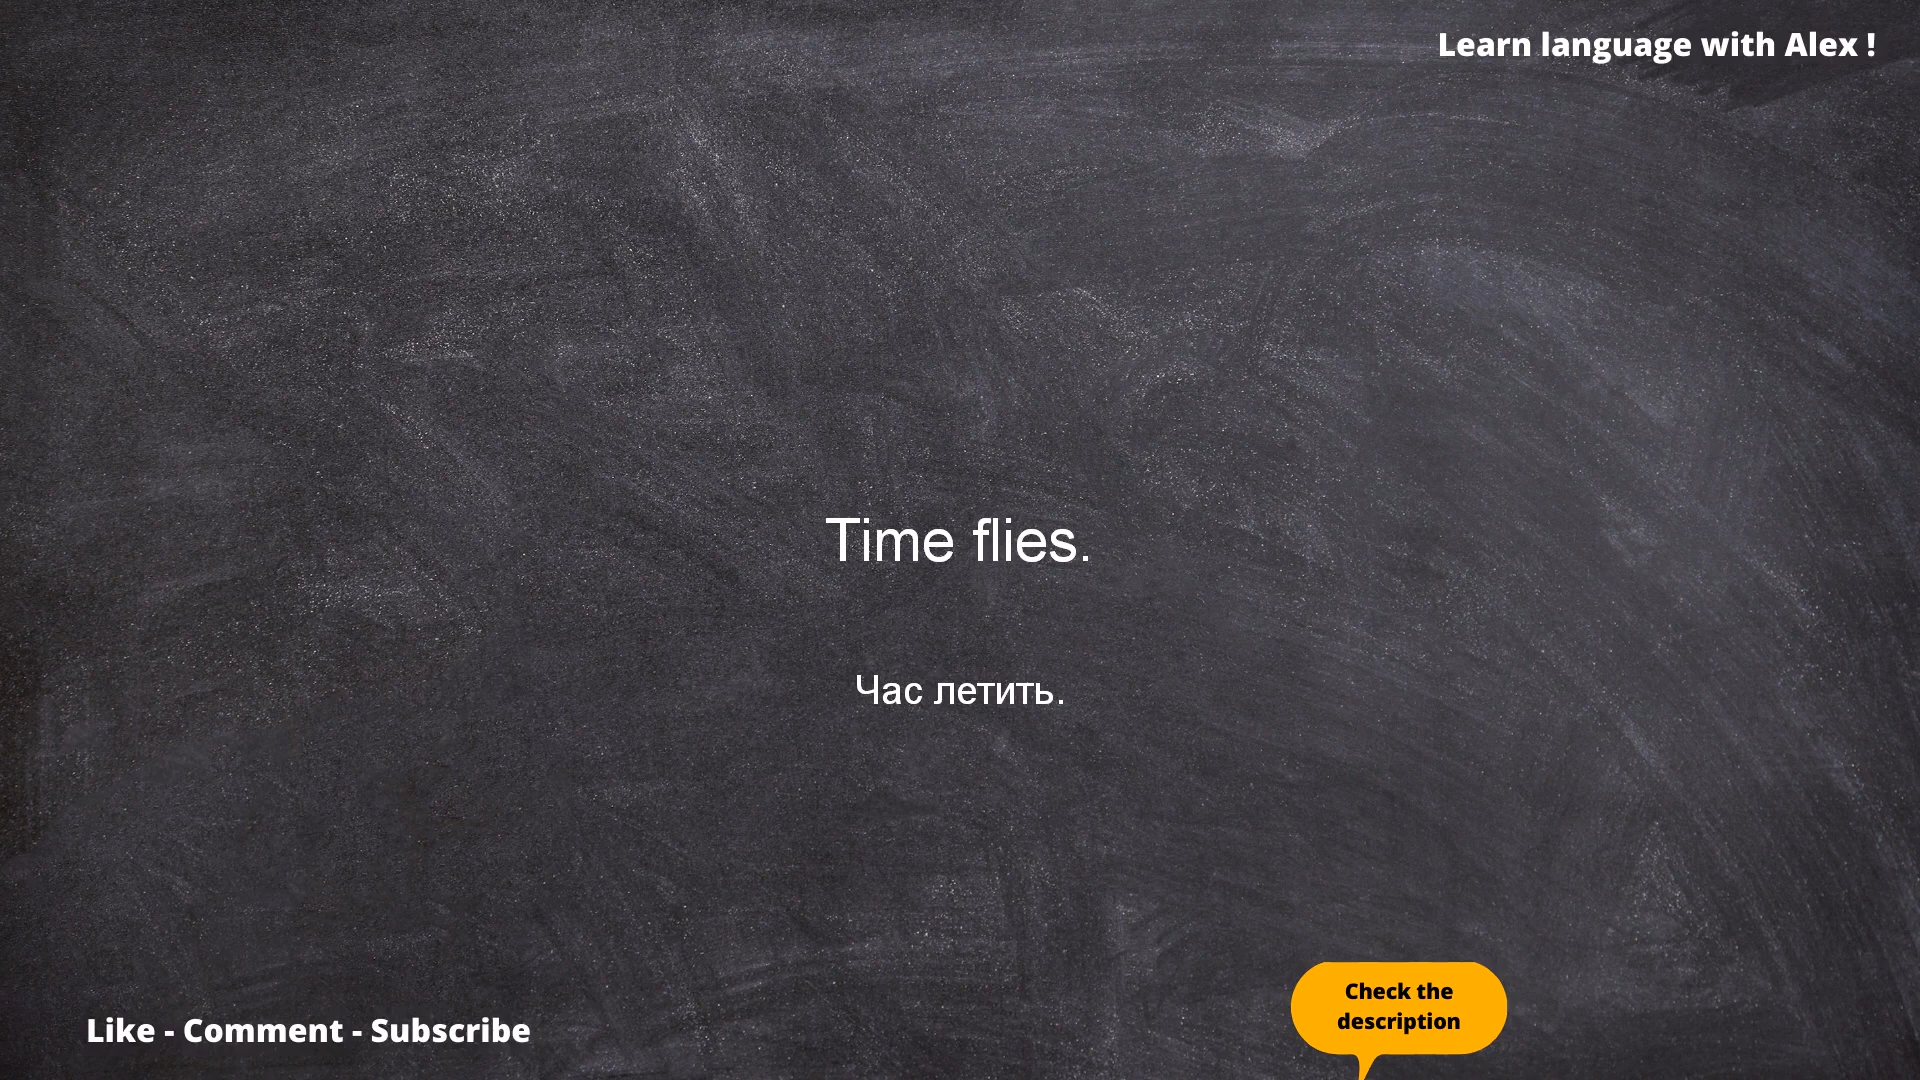 Learn language with Alex !
Time flies.
Час летить.
Check the
description
Like - Comment - Subscribe